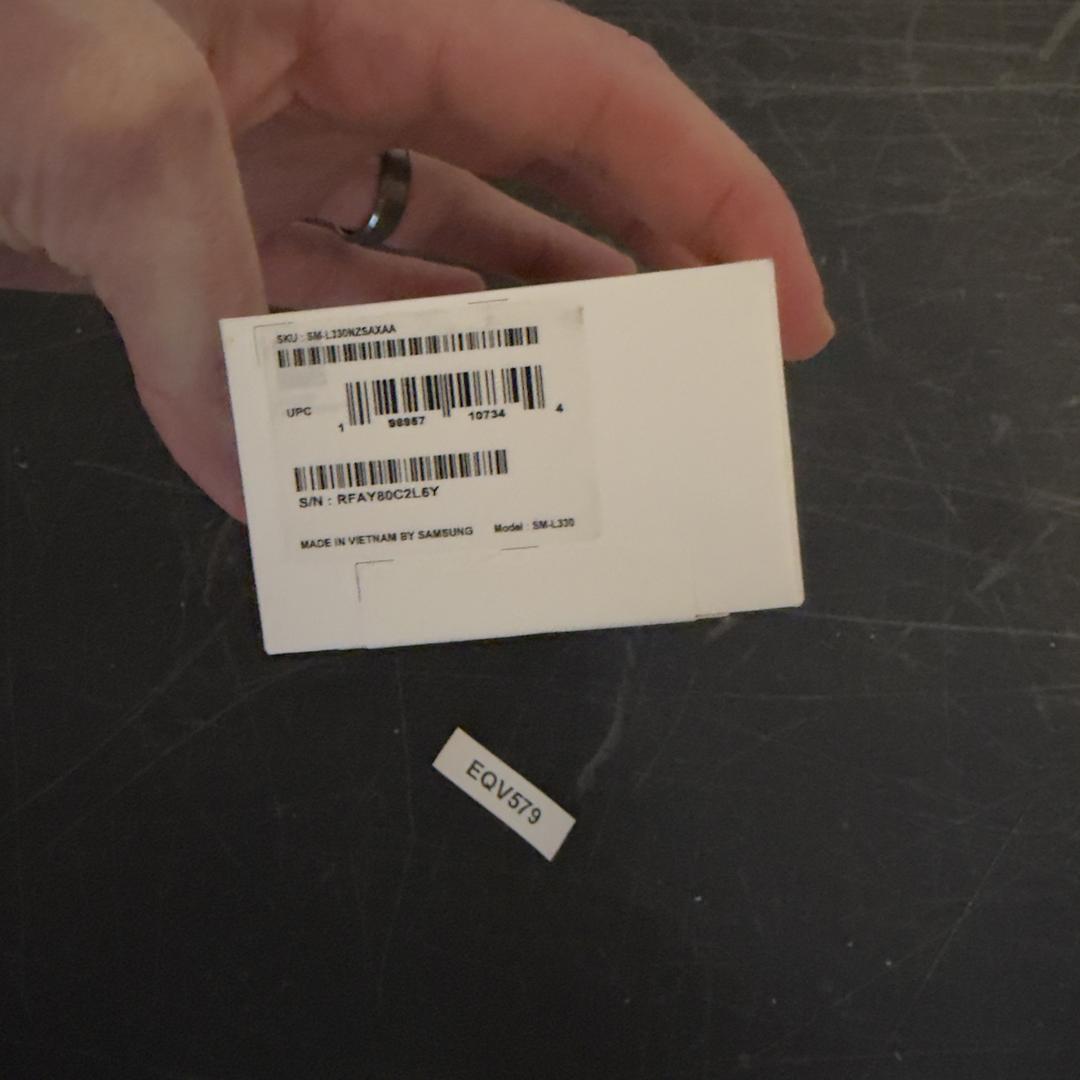 SKU : SM-L330NZSAXAA
UPC
1 98957 10734 4
S/N : RFAY80C2L6Y
MADE IN VIETNAM BY SAMSUNG Model : SM-L330
EQV579